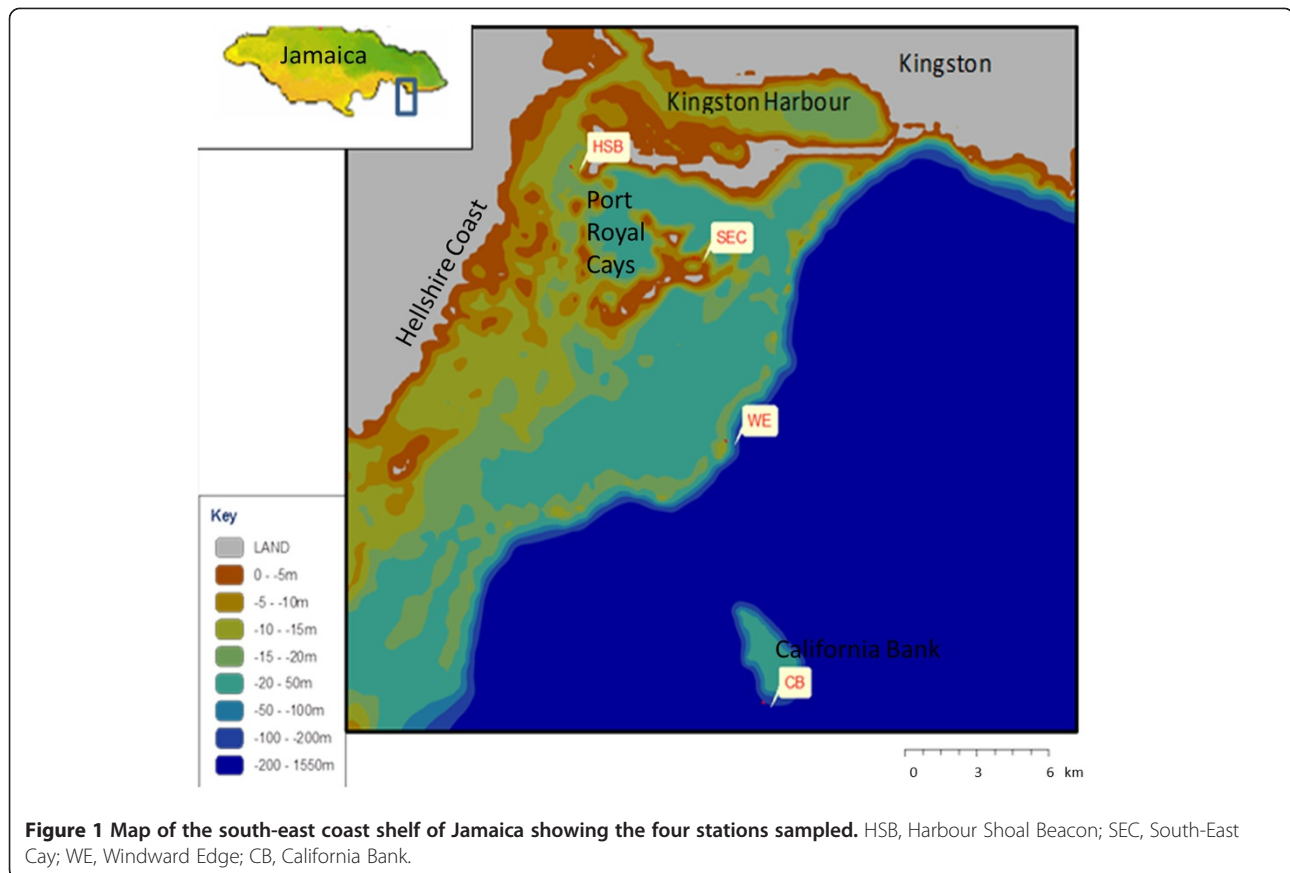 Jamaica
Kingston
Kingston Harbour
HSB
Port
Royal
Cays
SEC
Hellshire Coast
WE
California Bank
CB
Key
LAND
0 - -5m
-5 - -10m
-10 - -15m
-15 - -20m
-20 - 50m
-50 - -100m
-100 - -200m
-200 - 1550m
0 3 6 km
Figure 1 Map of the south-east coast shelf of Jamaica showing the four stations sampled. HSB, Harbour Shoal Beacon; SEC, South-East
Cay; WE, Windward Edge; CB, California Bank.